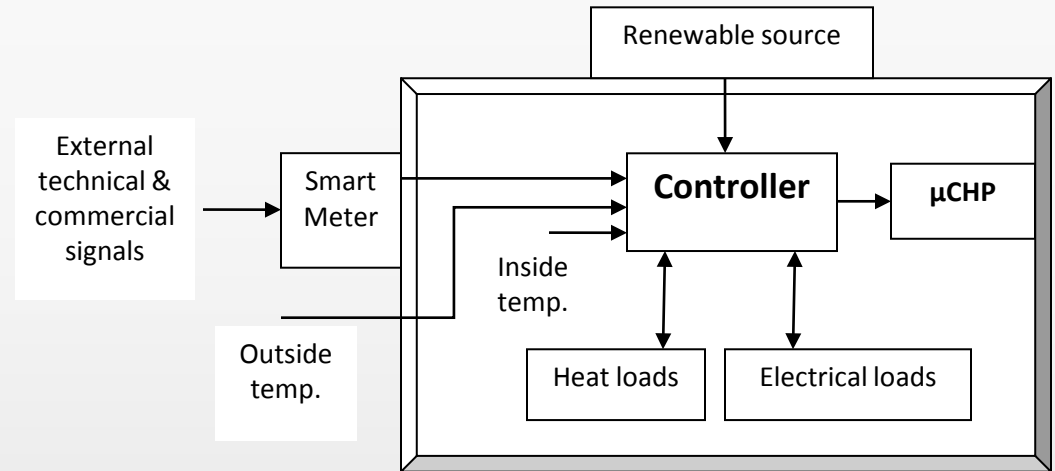 Renewable source
External
technical &
commercial
signals
Smart
Meter
Controller
µCHP
Inside
temp.
Outside
temp.
Heat loads
Electrical loads